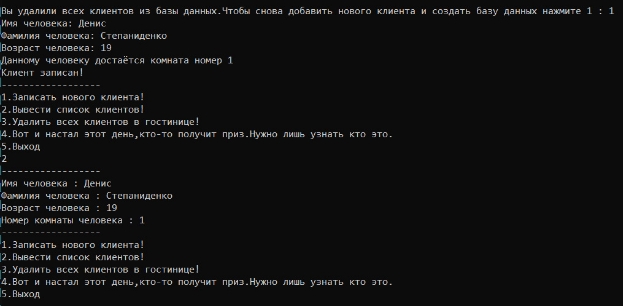 Вы удалили всех клиентов из базы данных.Чтобы снова добавить нового клиента и создать базу данных нажмите 1 : 1
Имя человека: Денис
Фамилия человека: Степаниденко
Возраст человека: 19
Данному человеку достаётся комната номер 1
Клиент записан!
------------------
1.Записать нового клиента!
2.Вывести список клиентов!
3.Удалить всех клиентов в гостинице!
4.Вот и настал этот день,кто-то получит приз.Нужно лишь узнать кто это.
5.Выход
2
------------------
Имя человека : Денис
Фамилия человека : Степаниденко
Возраст человека : 19
Номер комнаты человека : 1
------------------
1.Записать нового клиента!
2.Вывести список клиентов!
3.Удалить всех клиентов в гостинице!
4.Вот и настал этот день,кто-то получит приз.Нужно лишь узнать кто это.
5.Выход